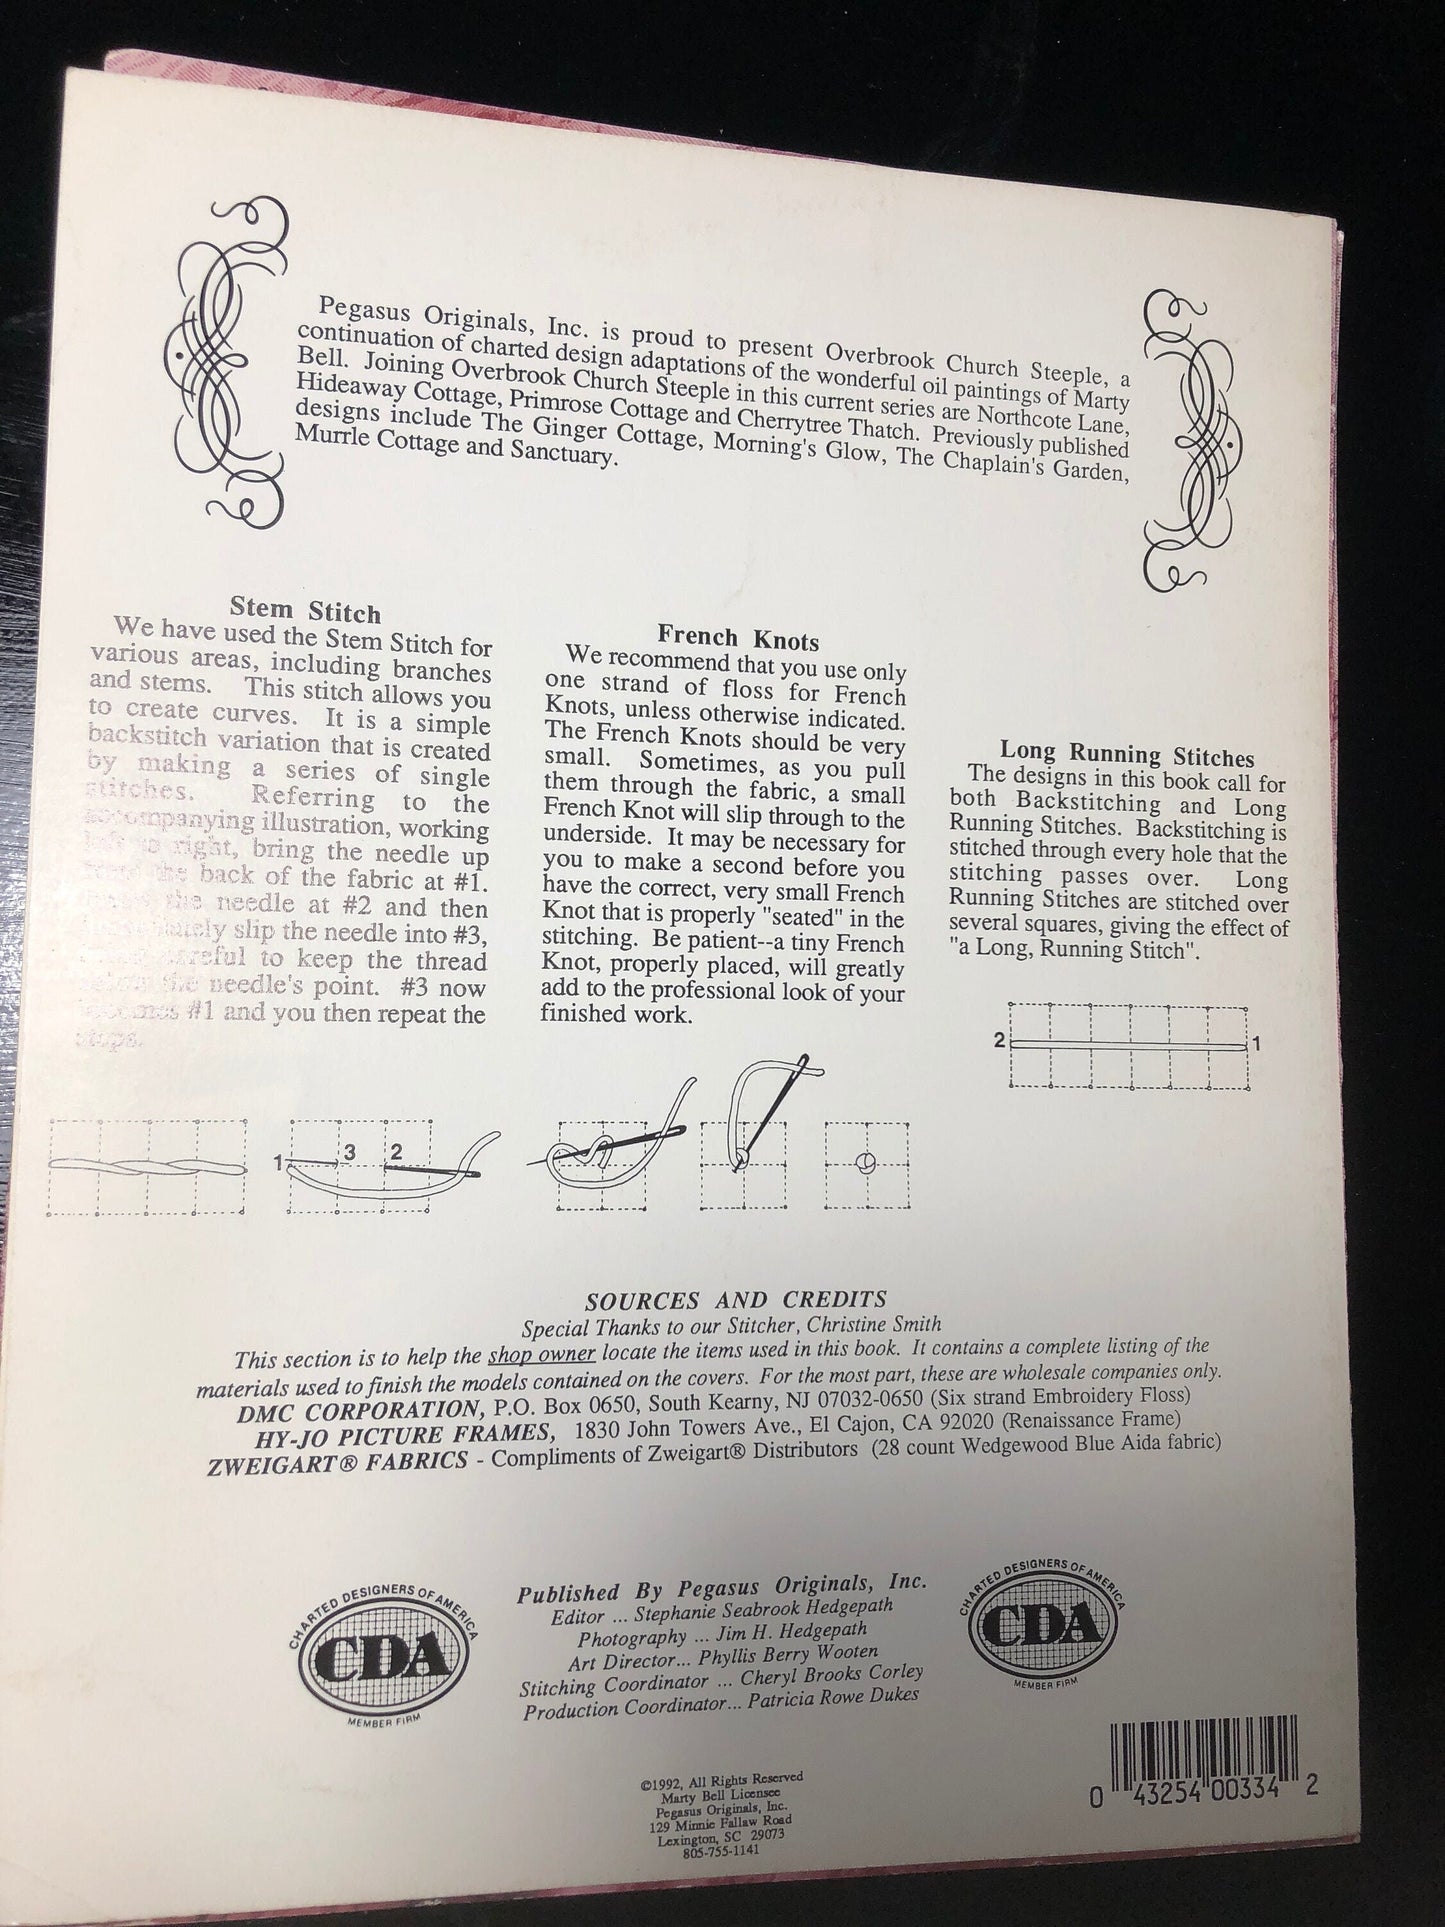 Pegasus Originals, Inc. is proud to present Overbrook Church Steeple, a
continuation of charted design adaptations of the wonderful oil paintings of Marty
Bell. Joining Overbrook Church Steeple in this current series are Northcote Lane,
Hideaway Cottage, Primrose Cottage and Cherrytree Thatch. Previously published
designs include The Ginger Cottage, Morning's Glow, The Chaplain's Garden,
Murrle Cottage and Sanctuary.
Stem Stitch
We have used the Stem Stitch for
various areas, including branches
and stems. This stitch allows you
to create curves. It is a simple
backstitch variation that is created
by making a series of single
stitches. Referring to the
accompanying illustration, working
left to right, bring the needle up
the back of the fabric at #1.
the needle at #2 and then
slip the needle into #3,
careful to keep the thread
the needle's point. #3 now
becomes #1 and you then repeat the
steps.
1 3 2
French Knots
We recommend that you use only
one strand of floss for French
Knots, unless otherwise indicated.
The French Knots should be very
small. Sometimes, as you pull
them through the fabric, a small
French Knot will slip through to the
underside. It may be necessary for
you to make a second before you
have the correct, very small French
Knot that is properly "seated" in the
stitching. Be patient--a tiny French
Knot, properly placed, will greatly
add to the professional look of your
finished work.
Long Running Stitches
The designs in this book call for
both Backstitching and Long
Running Stitches. Backstitching is
stitched through every hole that the
stitching passes over. Long
Running Stitches are stitched over
several squares, giving the effect of
"a Long, Running Stitch".
2 1
SOURCES AND CREDITS
Special Thanks to our Stitcher, Christine Smith
This section is to help the shop owner locate the items used in this book. It contains a complete listing of the
materials used to finish the models contained on the covers. For the most part, these are wholesale companies only.
DMC CORPORATION, P.O. Box 0650, South Kearny, NJ 07032-0650 (Six strand Embroidery Floss)
HY-JO PICTURE FRAMES, 1830 John Towers Ave., El Cajon, CA 92020 (Renaissance Frame)
ZWEIGART® FABRICS - Compliments of Zweigart® Distributors (28 count Wedgewood Blue Aida fabric)
CHARTED DESIGNERS OF AMERICA
CDA
MEMBER FIRM
Published By Pegasus Originals, Inc.
Editor ... Stephanie Seabrook Hedgepath
Photography ... Jim H. Hedgepath
Art Director... Phyllis Berry Wooten
Stitching Coordinator ... Cheryl Brooks Corley
Production Coordinator... Patricia Rowe Dukes
CHARTED DESIGNERS OF AMERICA
CDA
MEMBER FIRM
©1992, All Rights Reserved
Marty Bell Licensee
Pegasus Originals, Inc.
129 Minnie Fallaw Road
Lexington, SC 29073
805-755-1141
0 43254 00334 2